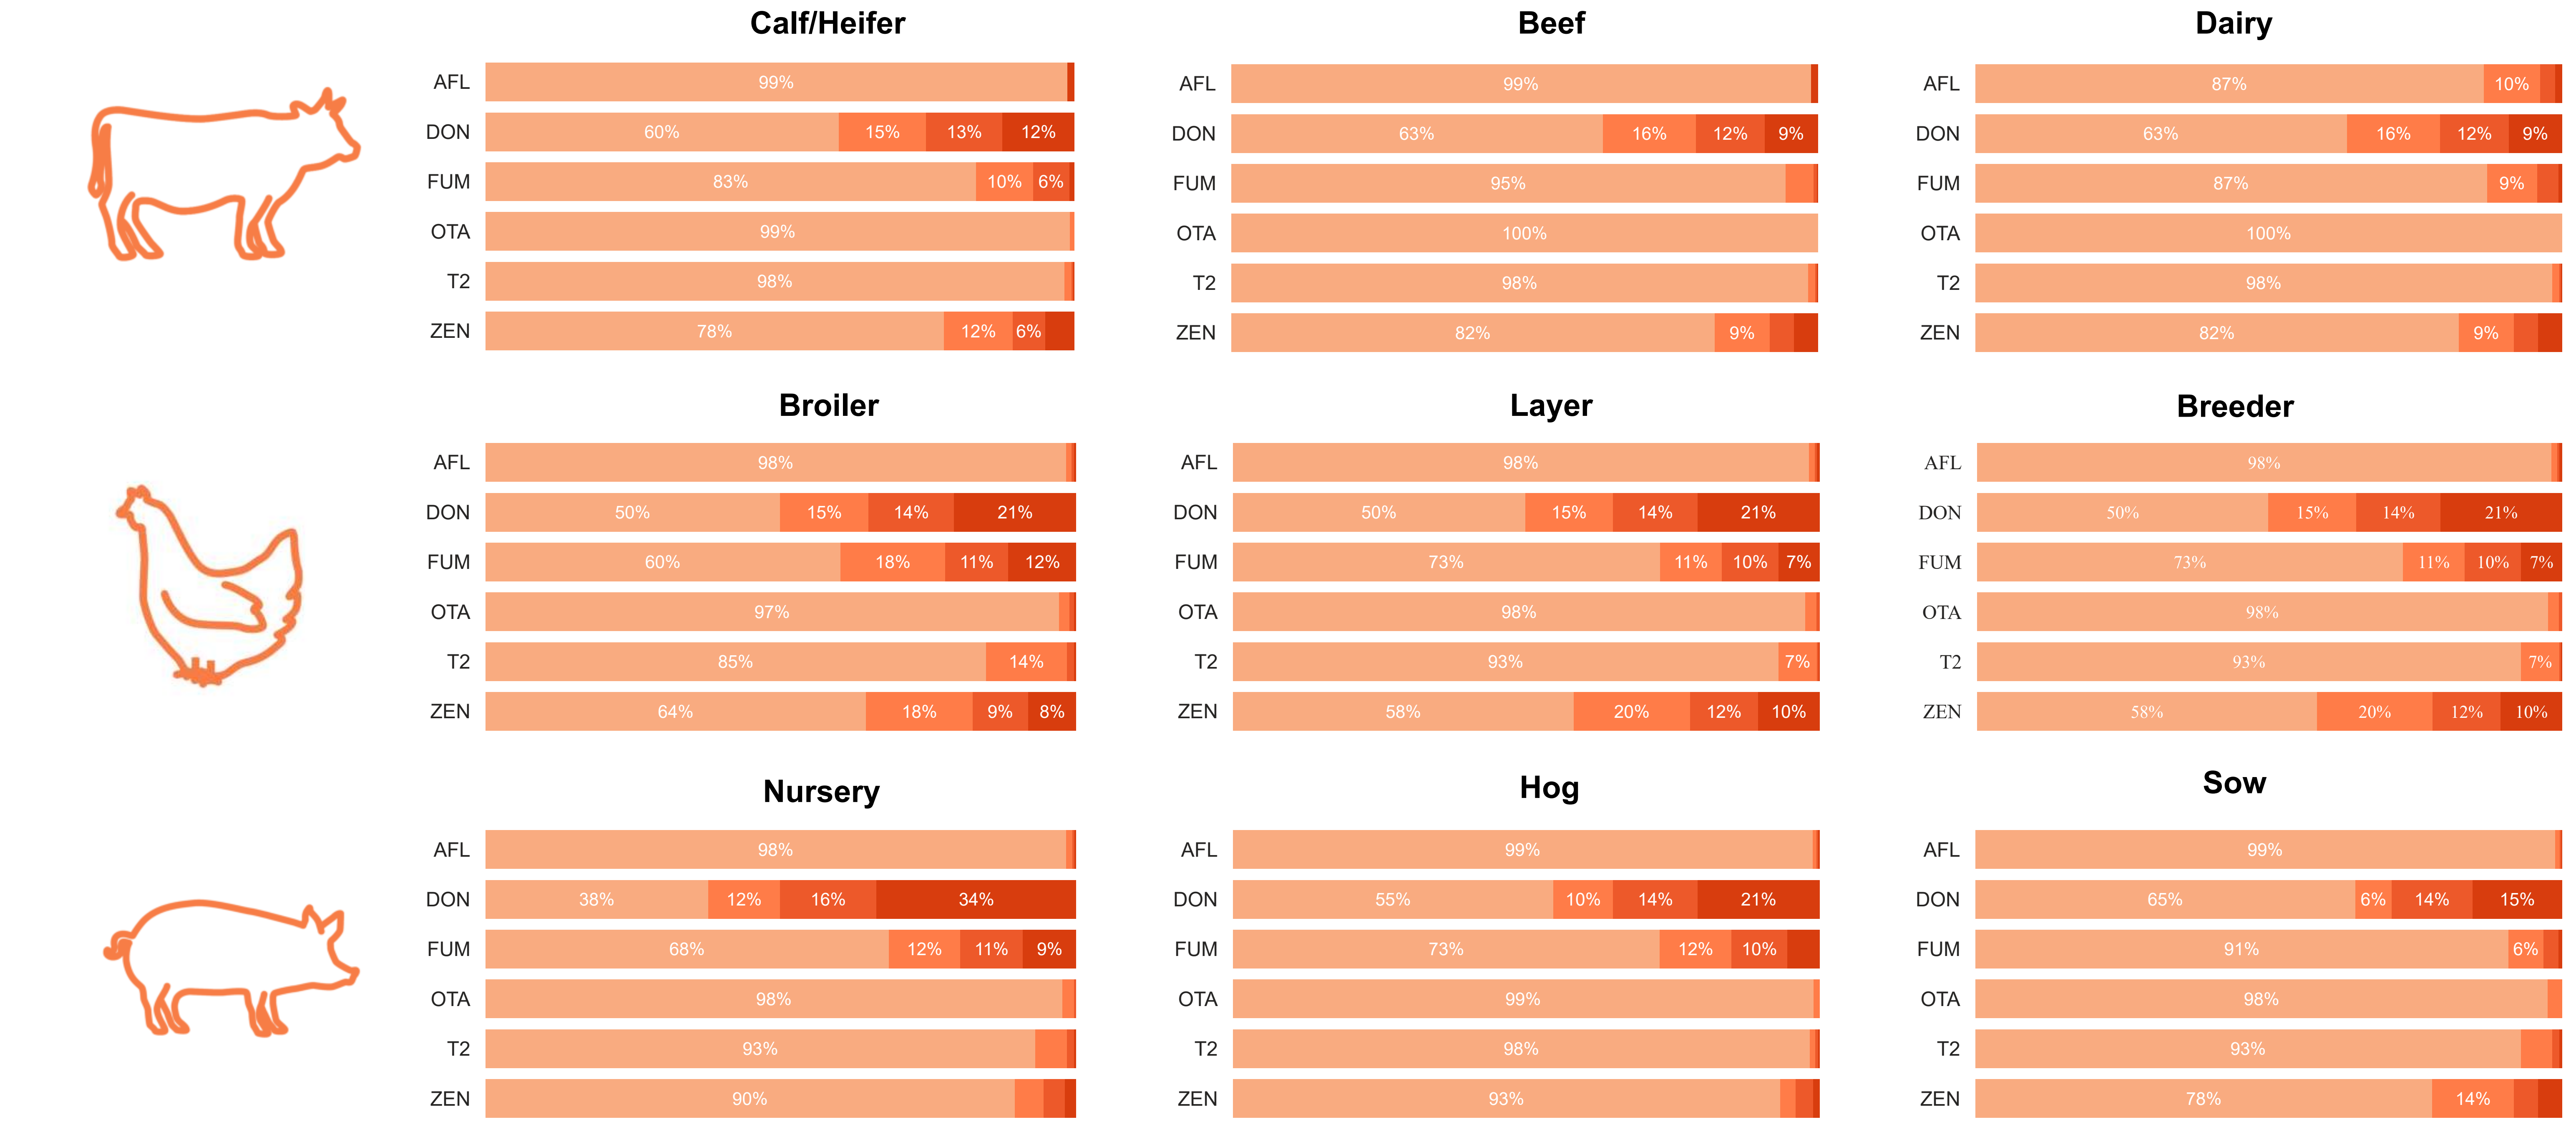 Calf/Heifer
AFL 99%
DON 60% 15% 13% 12%
FUM 83% 10% 6%
OTA 99%
T2 98%
ZEN 78% 12% 6%
Beef
AFL 99%
DON 63% 16% 12% 9%
FUM 95%
OTA 100%
T2 98%
ZEN 82% 9%
Dairy
AFL 87% 10%
DON 63% 16% 12% 9%
FUM 87% 9%
OTA 100%
T2 98%
ZEN 82% 9%
Broiler
AFL 98%
DON 50% 15% 14% 21%
FUM 60% 18% 11% 12%
OTA 97%
T2 85% 14%
ZEN 64% 18% 9% 8%
Layer
AFL 98%
DON 50% 15% 14% 21%
FUM 73% 11% 10% 7%
OTA 98%
T2 93% 7%
ZEN 58% 20% 12% 10%
Breeder
AFL 98%
DON 50% 15% 14% 21%
FUM 73% 11% 10% 7%
OTA 98%
T2 93% 7%
ZEN 58% 20% 12% 10%
Nursery
AFL 98%
DON 38% 12% 16% 34%
FUM 68% 12% 11% 9%
OTA 98%
T2 93%
ZEN 90%
Hog
AFL 99%
DON 55% 10% 14% 21%
FUM 73% 12% 10%
OTA 99%
T2 98%
ZEN 93%
Sow
AFL 99%
DON 65% 6% 14% 15%
FUM 91% 6%
OTA 98%
T2 93%
ZEN 78% 14%